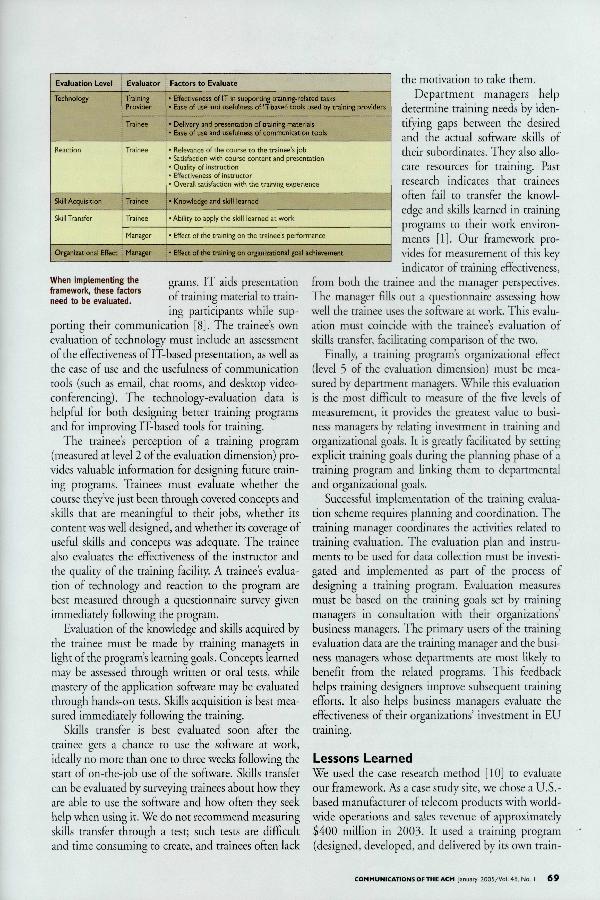 Evaluation Level Evaluator Factors to Evaluate
Technology Training Provider • Effectiveness of IT in supporting training-related tasks
• Ease of use and usefulness of IT-based tools used by training providers
Trainee • Delivery and presentation of training materials
• Ease of use and usefulness of communication tools
Reaction Trainee • Relevance of the course to the trainee's job
• Satisfaction with course content and presentation
• Quality of instruction
• Effectiveness of instructor
• Overall satisfaction with the training experience
Skill Acquisition Trainee • Knowledge and skill learned
Skill Transfer Trainee • Ability to apply the skill learned at work
Manager • Effect of the training on the trainee's performance
Organizational Effect Manager • Effect of the training on organizational goal achievement
When implementing the
framework, these factors
need to be evaluated.
grams. IT aids presentation
of training material to train-
ing participants while sup-
porting their communication [8]. The trainee's own
evaluation of technology must include an assessment
of the effectiveness of IT-based presentation, as well as
the ease of use and the usefulness of communication
tools (such as email, chat rooms, and desktop video-
conferencing). The technology-evaluation data is
helpful for both designing better training programs
and for improving IT-based tools for training.
The trainee's perception of a training program
(measured at level 2 of the evaluation dimension) pro-
vides valuable information for designing future train-
ing programs. Trainees must evaluate whether the
course they've just been through covered concepts and
skills that are meaningful to their jobs, whether its
content was well designed, and whether its coverage of
useful skills and concepts was adequate. The trainee
also evaluates the effectiveness of the instructor and
the quality of the training facility. A trainee's evalua-
tion of technology and reaction to the program are
best measured through a questionnaire survey given
immediately following the program.
Evaluation of the knowledge and skills acquired by
the trainee must be made by training managers in
light of the program's learning goals. Concepts learned
may be assessed through written or oral tests, while
mastery of the application software may be evaluated
through hands-on tests. Skills acquisition is best mea-
sured immediately following the training.
Skills transfer is best evaluated soon after the
trainee gets a chance to use the software at work,
ideally no more than one to three weeks following the
start of on-the-job use of the software. Skills transfer
can be evaluated by surveying trainees about how they
are able to use the software and how often they seek
help when using it. We do not recommend measuring
skills transfer through a test; such tests are difficult
and time consuming to create, and trainees often lack
the motivation to take them.
Department managers help
determine training needs by iden-
tifying gaps between the desired
and the actual software skills of
their subordinates. They also allo-
cate resources for training. Past
research indicates that trainees
often fail to transfer the knowl-
edge and skills learned in training
programs to their work environ-
ments [1]. Our framework pro-
vides for measurement of this key
indicator of training effectiveness,
from both the trainee and the manager perspectives.
The manager fills out a questionnaire assessing how
well the trainee uses the software at work. This evalu-
ation must coincide with the trainee's evaluation of
skills transfer, facilitating comparison of the two.
Finally, a training program's organizational effect
(level 5 of the evaluation dimension) must be mea-
sured by department managers. While this evaluation
is the most difficult to measure of the five levels of
measurement, it provides the greatest value to busi-
ness managers by relating investment in training and
organizational goals. It is greatly facilitated by setting
explicit training goals during the planning phase of a
training program and linking them to departmental
and organizational goals.
Successful implementation of the training evalua-
tion scheme requires planning and coordination. The
training manager coordinates the activities related to
training evaluation. The evaluation plan and instru-
ments to be used for data collection must be investi-
gated and implemented as part of the process of
designing a training program. Evaluation measures
must be based on the training goals set by training
managers in consultation with their organizations'
business managers. The primary users of the training
evaluation data are the training manager and the busi-
ness managers whose departments are most likely to
benefit from the related programs. This feedback
helps training designers improve subsequent training
efforts. It also helps business managers evaluate the
effectiveness of their organizations' investment in EU
training.
Lessons Learned
We used the case research method [10] to evaluate
our framework. As a case study site, we chose a U.S.-
based manufacturer of telecom products with world-
wide operations and sales revenue of approximately
$400 million in 2003. It used a training program
(designed, developed, and delivered by its own train-
COMMUNICATIONS OF THE ACM January 2005/Vol. 48, No. 1 69